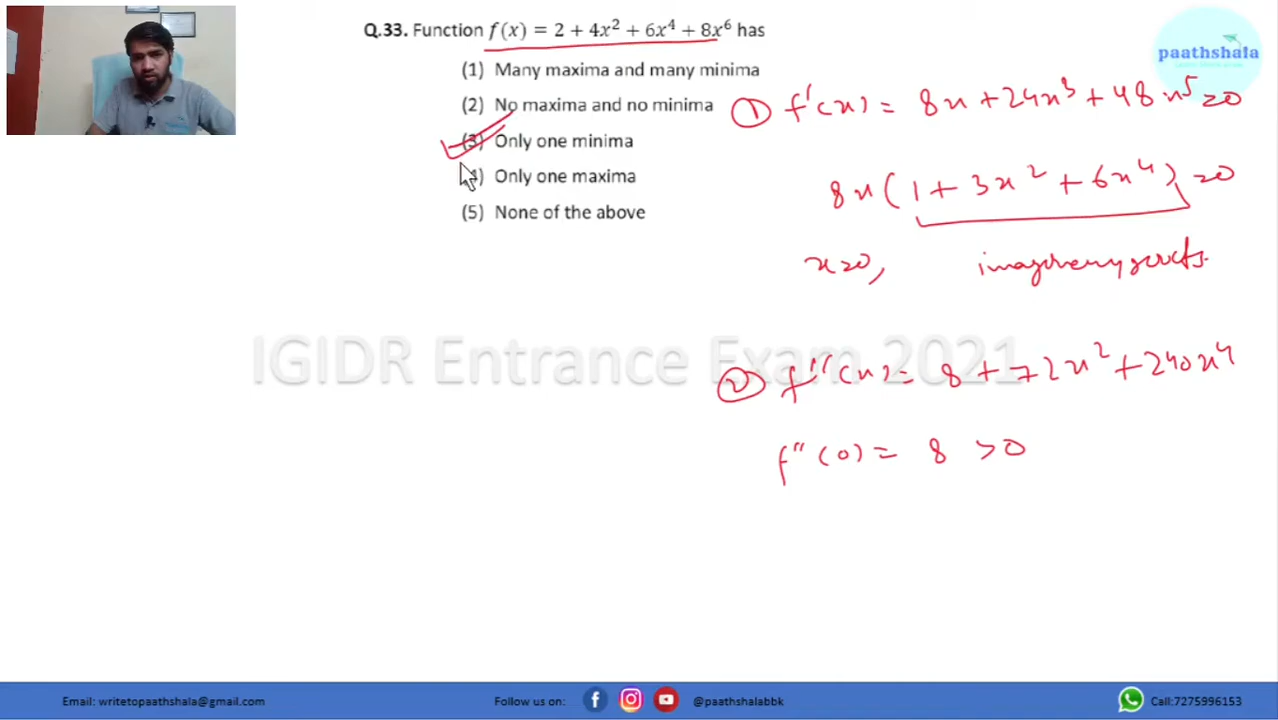 Q.33. Function f(x) = 2 + 4x² + 6x⁴ + 8x⁶ has
(1) Many maxima and many minima
(2) No maxima and no minima
(3) Only one minima
4) Only one maxima
(5) None of the above
paathshala
① f'(x) = 8x + 24x³ + 48x⁵ = 0
8x(1 + 3x² + 6x⁴) = 0
x=0, imaginary roots.
IGIDR Entrance Exam 2021
② f''(x) = 8 + 72x² + 240x⁴
f''(0) = 8 > 0
Email: writetopaathshala@gmail.com
Follow us on: @paathshalabbk
Call:7275996153